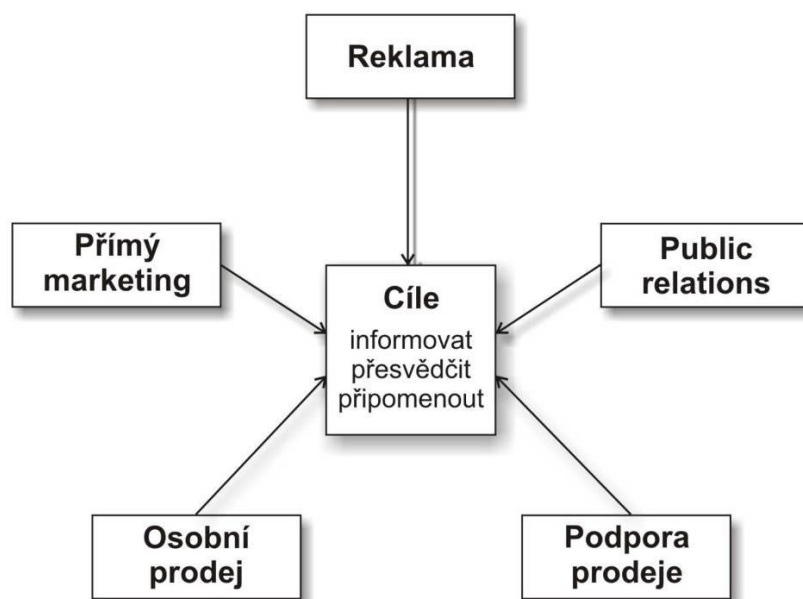 Reklama
Přímý
marketing
Public
relations
Cíle
informovat
přesvědčit
připomenout
Osobní
prodej
Podpora
prodeje